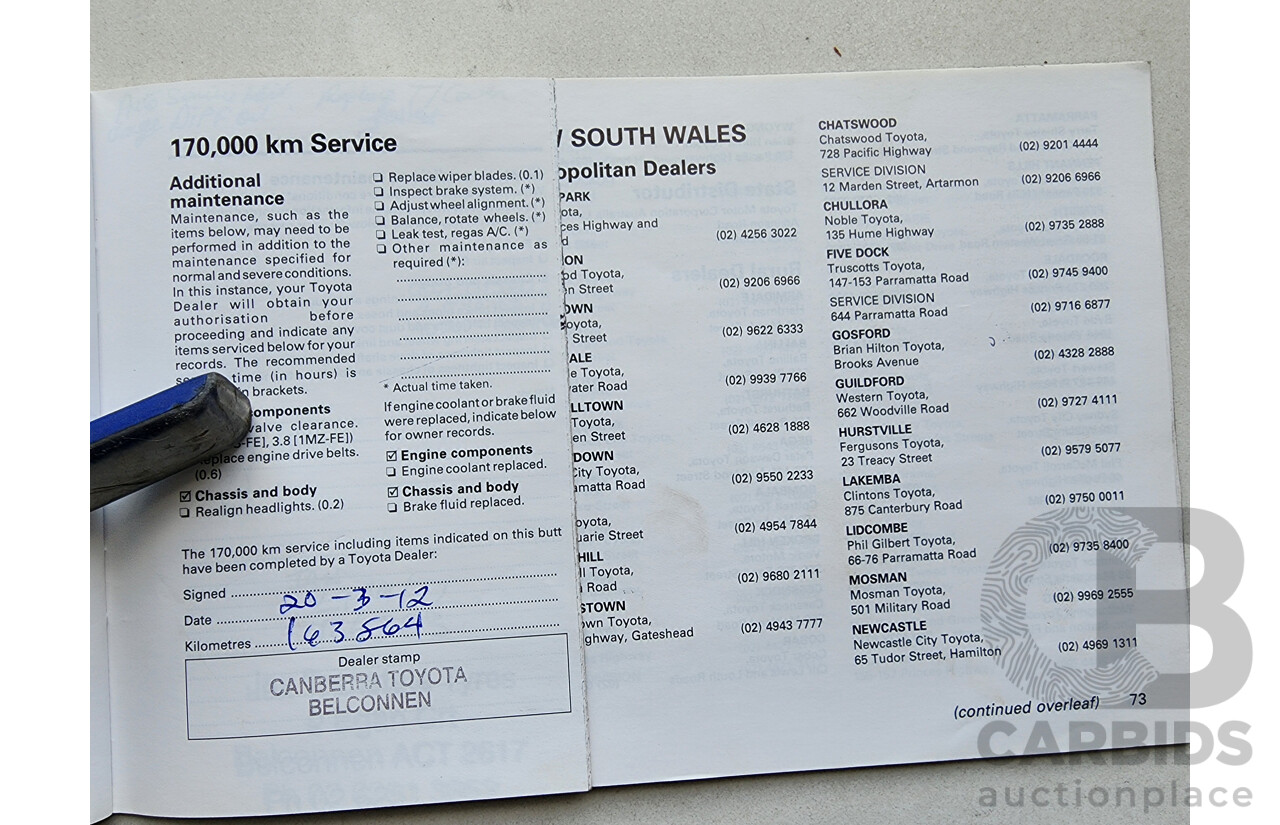 170,000 km Service
Additional
maintenance
Maintenance, such as the
items below, may need to be
performed in addition to the
maintenance specified for
normal and severe conditions.
In this instance, your Toyota
Dealer will obtain your
authorisation before
proceeding and indicate any
items serviced below for your
records. The recommended
time (in hours) is
brackets.
components
valve clearance.
-FE], 3.8 [1MZ-FE])
Replace engine drive belts.
(0.6)
Chassis and body
Realign headlights. (0.2)
Replace wiper blades. (0.1)
Inspect brake system. (*)
Adjust wheel alignment. (*)
Balance, rotate wheels. (*)
Leak test, regas A/C. (*)
Other maintenance as
required (*):
* Actual time taken.
If engine coolant or brake fluid
were replaced, indicate below
for owner records.
Engine components
Engine coolant replaced.
Chassis and body
Brake fluid replaced.
The 170,000 km service including items indicated on this butt
have been completed by a Toyota Dealer:
Signed
Date 20-3-12
Kilometres 163864
Dealer stamp
CANBERRA TOYOTA
BELCONNEN
SOUTH WALES
opolitan Dealers
PARK
ota,
ces Highway and
d (02) 4256 3022
ON
od Toyota,
en Street (02) 9206 6966
OWN
oyota,
Street (02) 9622 6333
ALE
e Toyota,
ater Road (02) 9939 7766
LLTOWN
Toyota,
en Street (02) 4628 1888
DOWN
City Toyota,
amatta Road (02) 9550 2233
oyota,
uarie Street (02) 4954 7844
HILL
ll Toyota,
Road (02) 9680 2111
STOWN
own Toyota,
ghway, Gateshead (02) 4943 7777
CHATSWOOD
Chatswood Toyota,
728 Pacific Highway (02) 9201 4444
SERVICE DIVISION
12 Marden Street, Artarmon (02) 9206 6966
CHULLORA
Noble Toyota,
135 Hume Highway (02) 9735 2888
FIVE DOCK
Truscotts Toyota,
147-153 Parramatta Road (02) 9745 9400
SERVICE DIVISION
644 Parramatta Road (02) 9716 6877
GOSFORD
Brian Hilton Toyota,
Brooks Avenue (02) 4328 2888
GUILDFORD
Western Toyota,
662 Woodville Road (02) 9727 4111
HURSTVILLE
Fergusons Toyota,
23 Treacy Street (02) 9579 5077
LAKEMBA
Clintons Toyota,
875 Canterbury Road (02) 9750 0011
LIDCOMBE
Phil Gilbert Toyota,
66-76 Parramatta Road (02) 9735 8400
MOSMAN
Mosman Toyota,
501 Military Road (02) 9969 2555
NEWCASTLE
Newcastle City Toyota,
65 Tudor Street, Hamilton (02) 4969 1311
(continued overleaf) 73
CB
CARBIDS
auctionplace